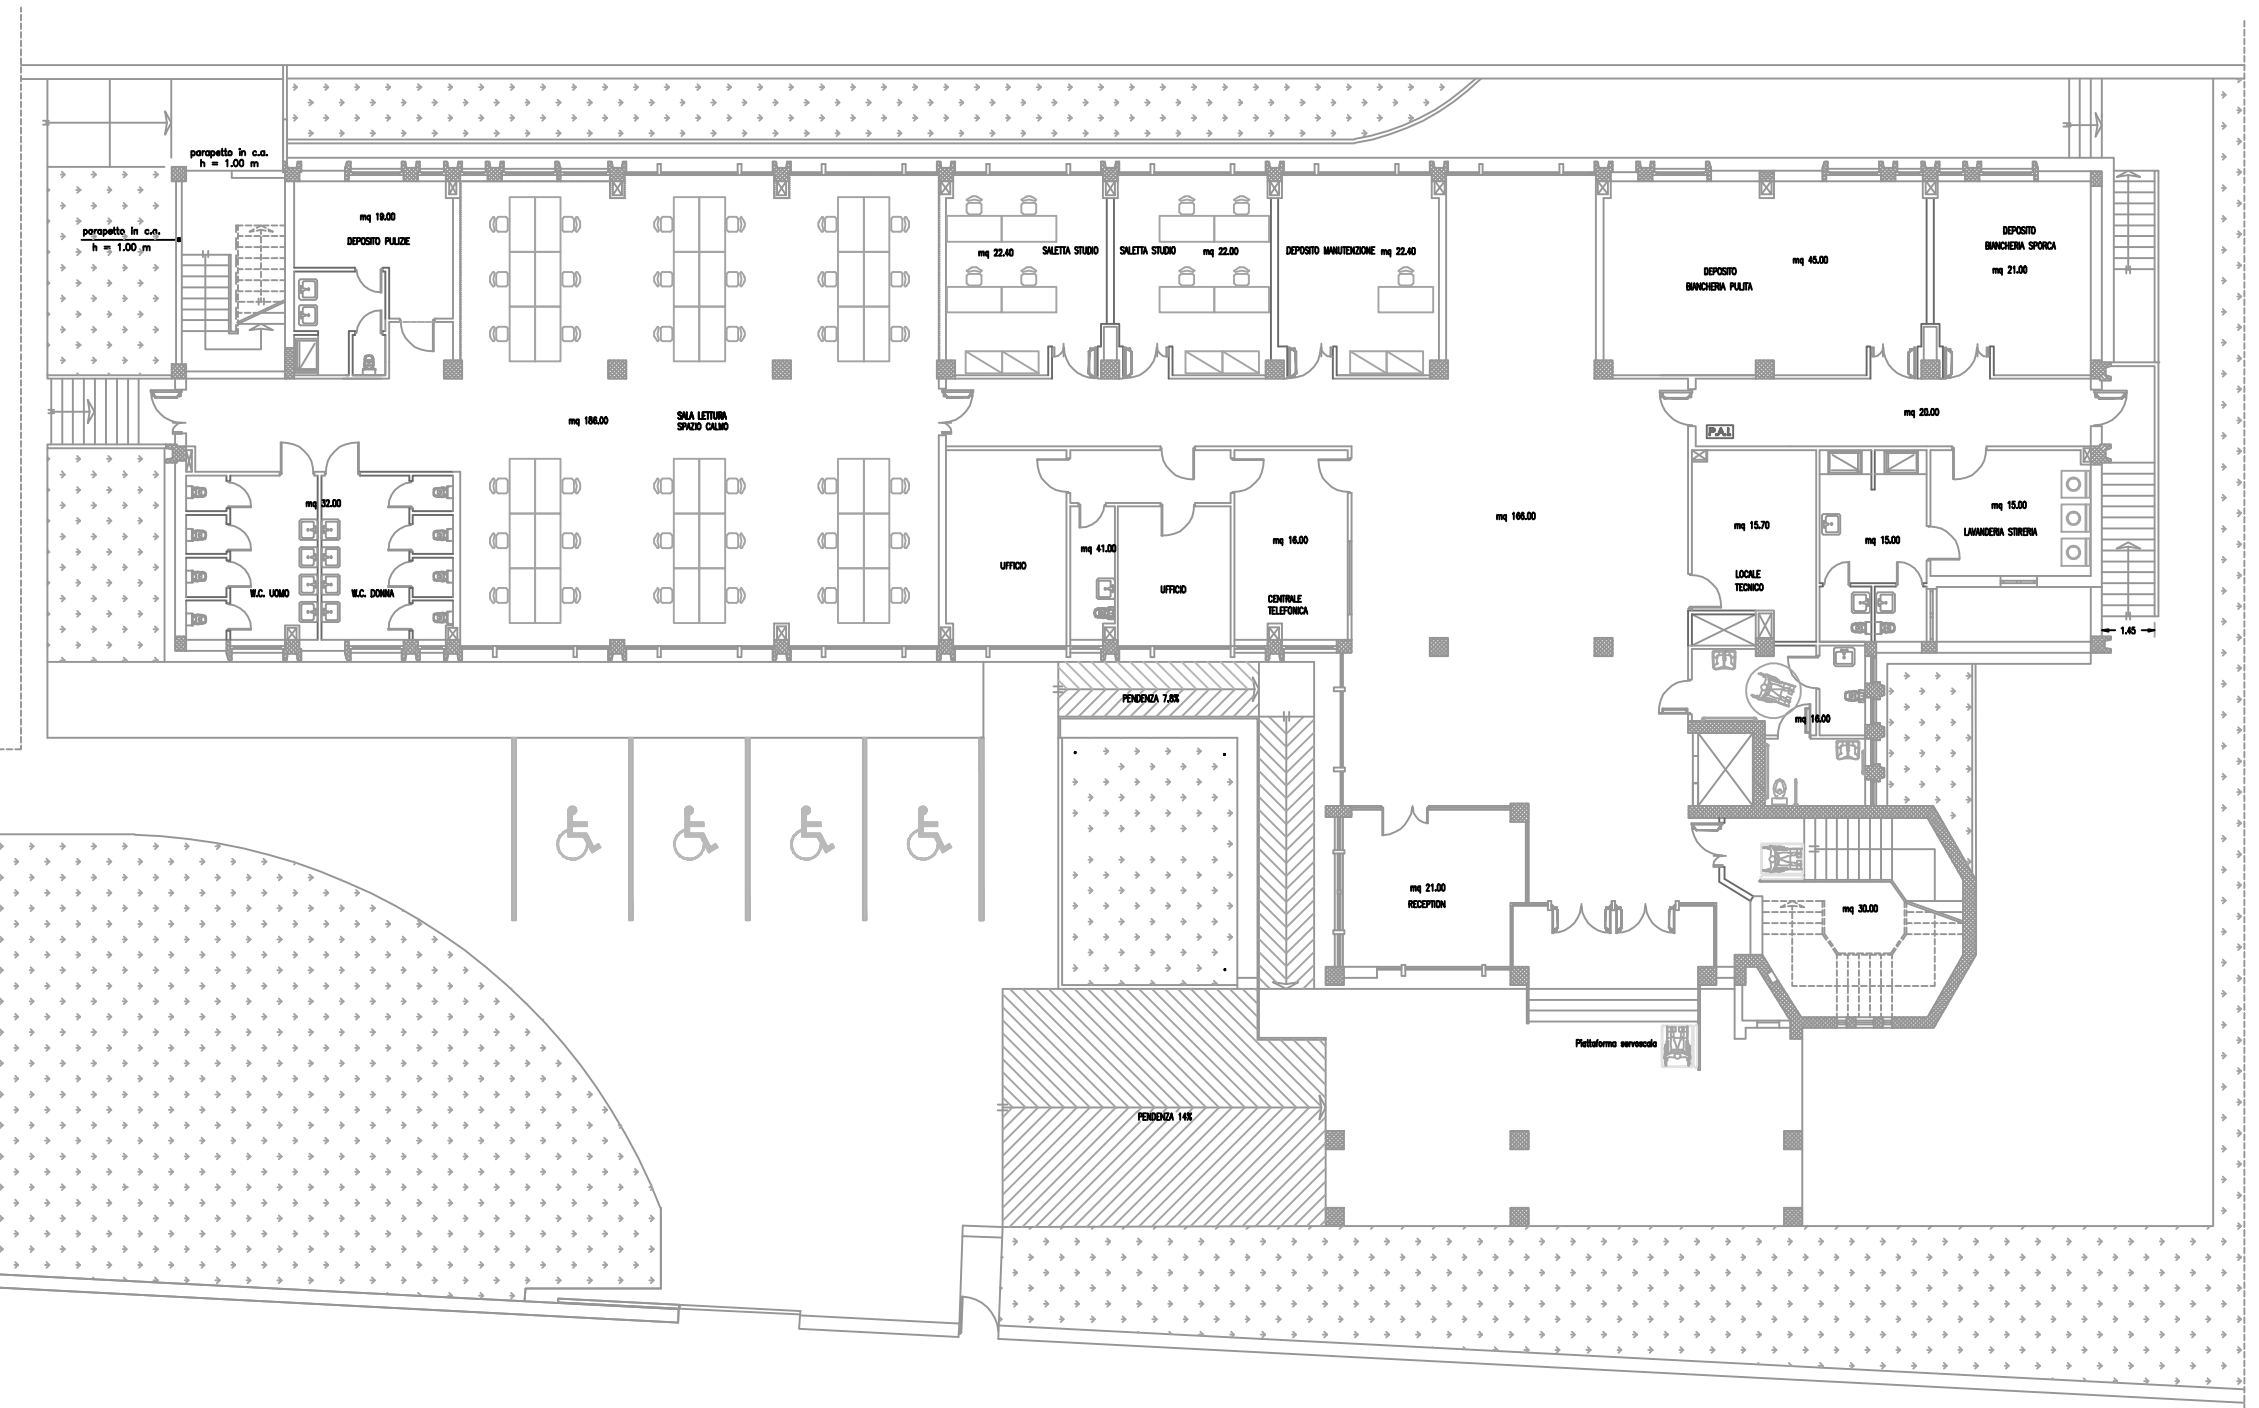 parapetto in c.a.
h = 1.00 m
parapetto in c.a.
h = 1.00 m
mq 19.00
DEPOSITO PULIZIE
mq 22.40
SALETTA STUDIO
SALETTA STUDIO
mq 22.00
DEPOSITO MANUTENZIONE mq 22.40
DEPOSITO
BIANCHERIA PULITA
mq 45.00
DEPOSITO
BIANCHERIA SPORCA
mq 21.00
mq 186.00
SALA LETTURA
SPAZIO CALMO
mq 20.00
P.A.I.
mq 32.00
W.C. UOMO
W.C. DONNA
UFFICIO
mq 41.00
UFFICIO
mq 16.00
CENTRALE
TELEFONICA
mq 166.00
mq 15.70
LOCALE
TECNICO
mq 15.00
mq 15.00
LAVANDERIA STIRERIA
1.45
PENDENZA 7.8%
mq 16.00
mq 21.00
RECEPTION
mq 30.00
Piattaforma servoscala
PENDENZA 14%